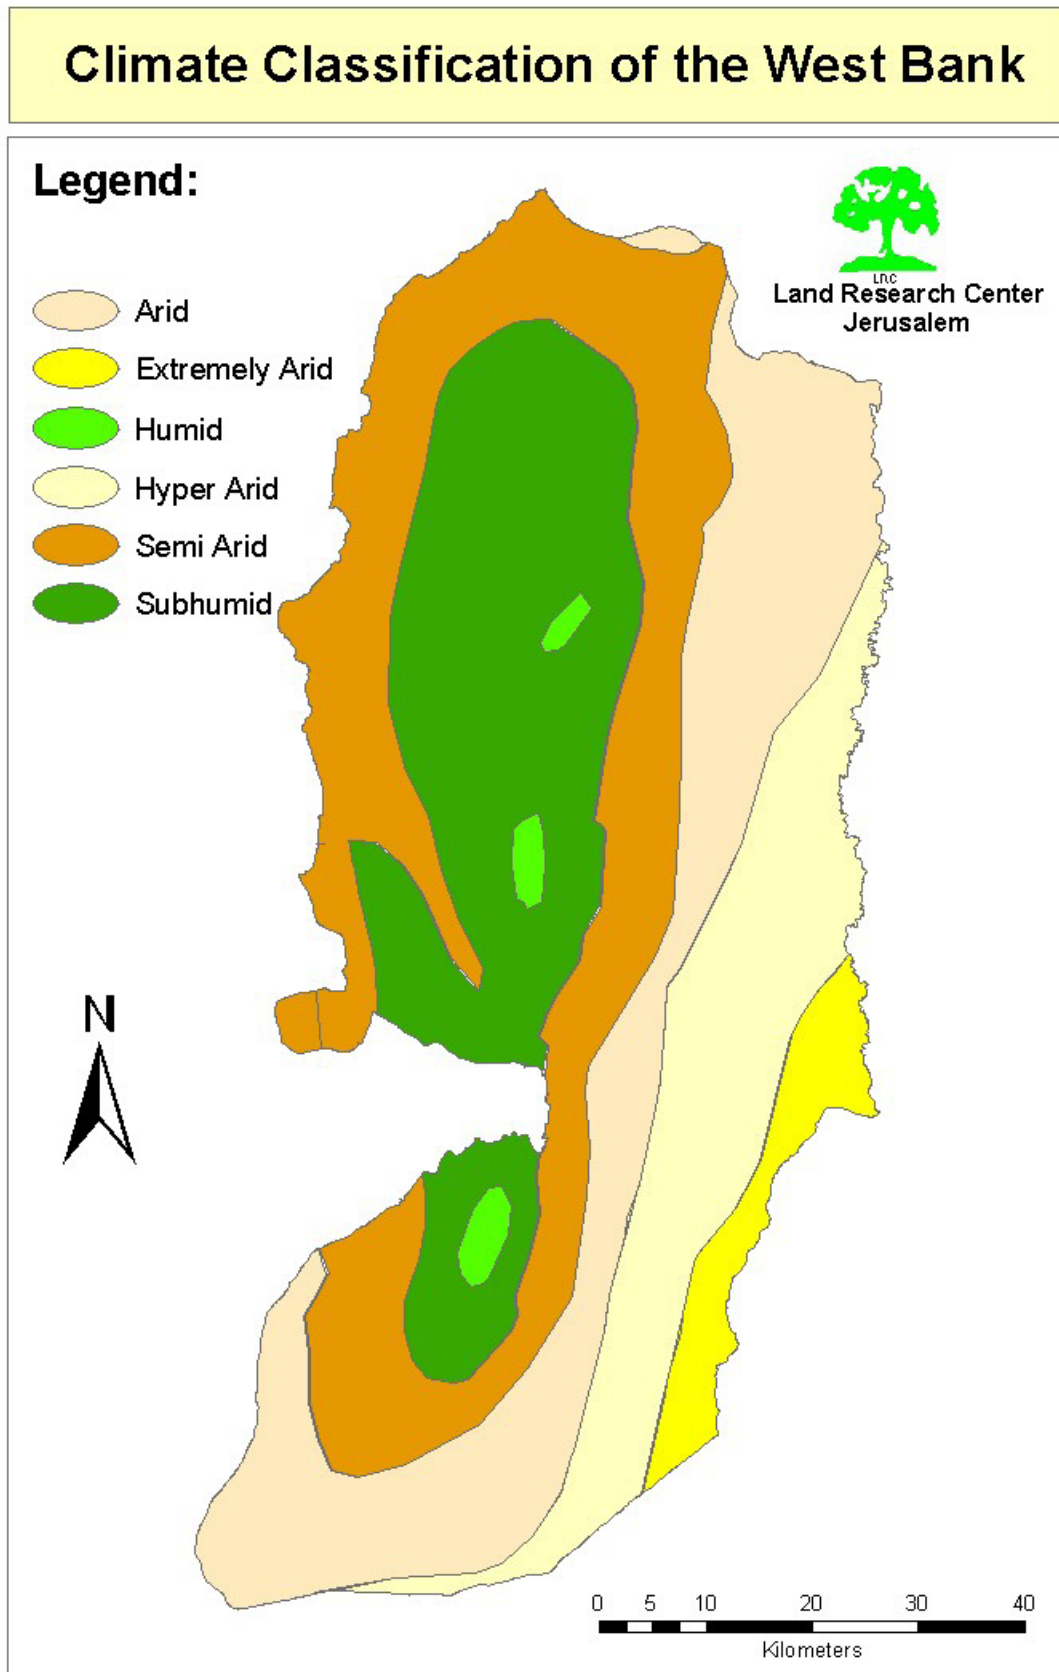 Climate Classification of the West Bank
Legend:
Arid
Extremely Arid
Humid
Hyper Arid
Semi Arid
Subhumid
LRC
Land Research Center
Jerusalem
N
0 5 10 20 30 40
Kilometers